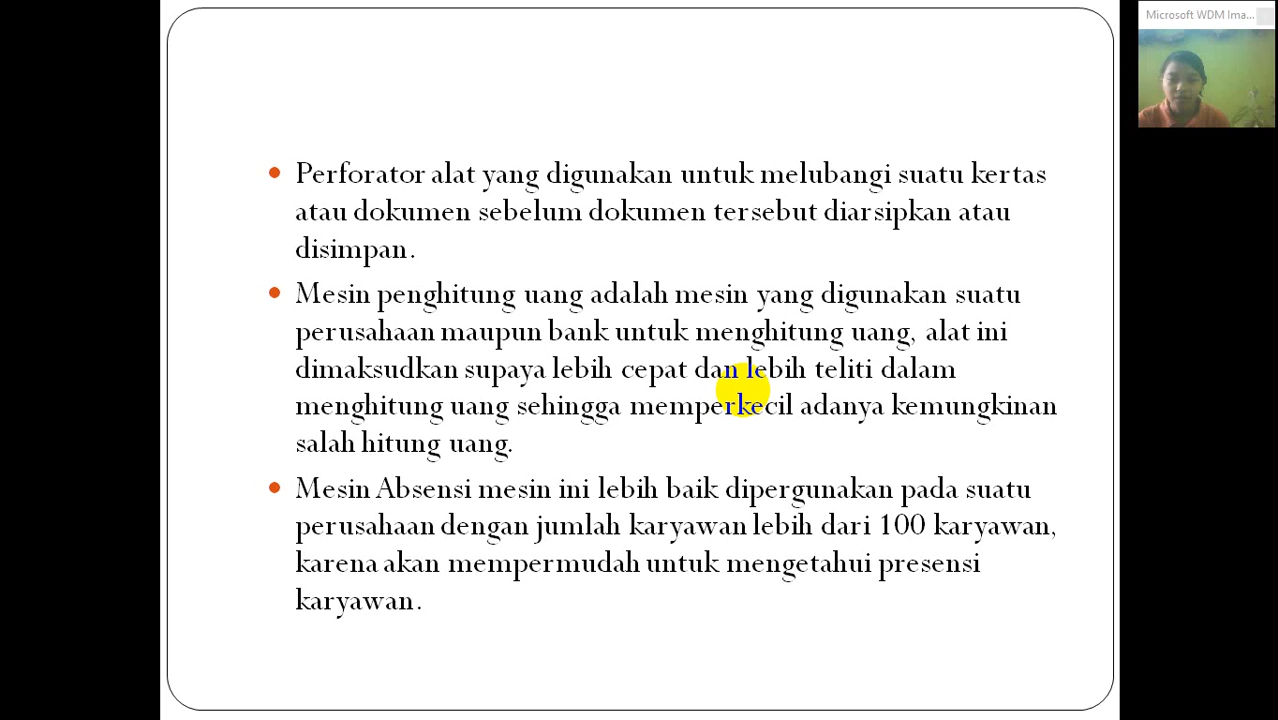 Microsoft WDM Ima...
Perforator alat yang digunakan untuk melubangi suatu kertas
atau dokumen sebelum dokumen tersebut diarsipkan atau
disimpan.
Mesin penghitung uang adalah mesin yang digunakan suatu
perusahaan maupun bank untuk menghitung uang, alat ini
dimaksudkan supaya lebih cepat dan lebih teliti dalam
menghitung uang sehingga memperkecil adanya kemungkinan
salah hitung uang.
Mesin Absensi mesin ini lebih baik dipergunakan pada suatu
perusahaan dengan jumlah karyawan lebih dari 100 karyawan,
karena akan mempermudah untuk mengetahui presensi
karyawan.